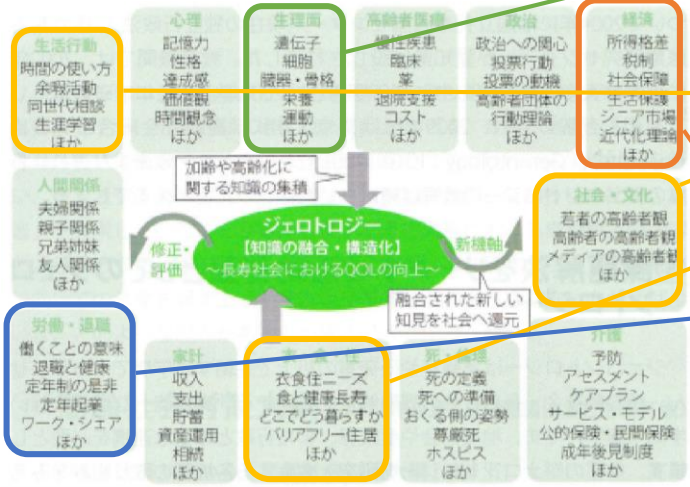 生活行動
時間の使い方
余暇活動
同世代相談
生涯学習
ほか
心理
記憶力
性格
達成感
価値観
時間観念
ほか
生理面
遺伝子
細胞
臓器・骨格
栄養
運動
ほか
高齢者医療
慢性疾患
臨床
薬
退院支援
コスト
ほか
政治
政治への関心
投票行動
投票の動機
高齢者団体の
行動理論
ほか
経済
所得格差
税制
社会保障
生活保護
シニア市場
近代化理論
ほか
加齢や高齢化に
関する知識の集積
人間関係
夫婦関係
親子関係
兄弟姉妹
友人関係
ほか
修正・
評価
ジェロトロジー
【知識の融合・構造化】
～長寿社会におけるQOLの向上～
新機軸
融合された新しい
知見を社会へ還元
社会・文化
若者の高齢者観
高齢者の高齢者観
メディアの高齢者観
ほか
労働・退職
働くことの意味
退職と健康
定年制の是非
定年起業
ワーク・シェア
ほか
家計
収入
支出
貯蓄
資産運用
相続
ほか
衣・食・住
衣食住ニーズ
食と健康長寿
どこでどう暮らすか
バリアフリー住居
ほか
死・倫理
死の定義
死への準備
おくる側の姿勢
尊厳死
ホスピス
ほか
介護
予防
アセスメント
ケアプラン
サービス・モデル
公的保険・民間保険
成年後見制度
ほか